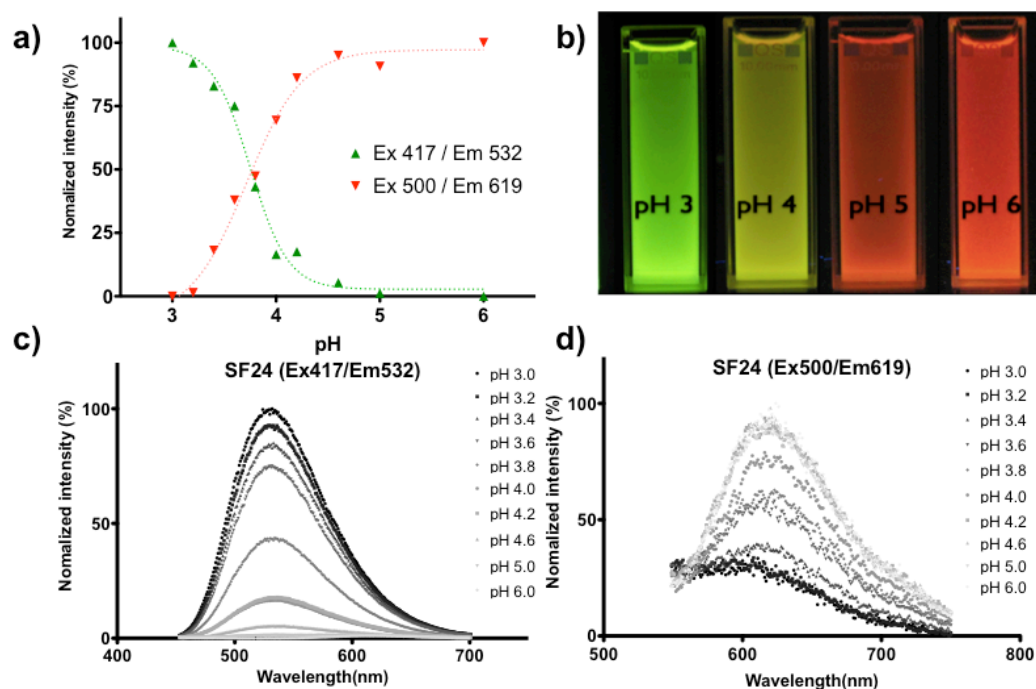 a)
Nomalized intensity (%)
100
75
50
25
0
3
4
5
6
pH
Ex 417 / Em 532
Ex 500 / Em 619
b)
pH 3
pH 4
pH 5
pH 6
c)
SF24 (Ex417/Em532)
Nomalized intensity (%)
100
50
0
400
500
600
700
Wavelength(nm)
pH 3.0
pH 3.2
pH 3.4
pH 3.6
pH 3.8
pH 4.0
pH 4.2
pH 4.6
pH 5.0
pH 6.0
d)
SF24 (Ex500/Em619)
Nomalized intensity (%)
100
50
0
500
600
700
800
Wavelength(nm)
pH 3.0
pH 3.2
pH 3.4
pH 3.6
pH 3.8
pH 4.0
pH 4.2
pH 4.6
pH 5.0
pH 6.0